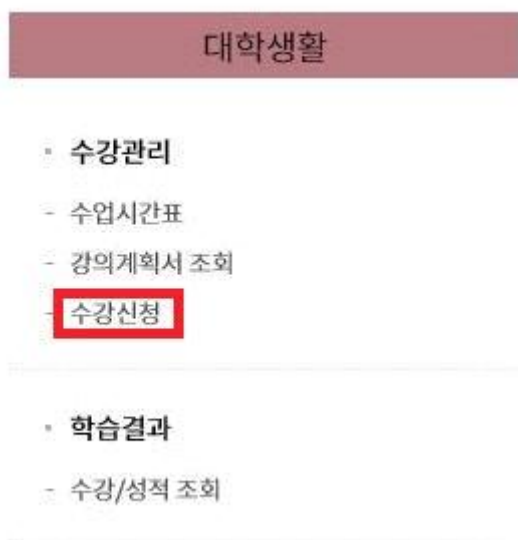 대학생활
수강관리
- 수업시간표
- 강의계획서 조회
- 수강신청
학습결과
- 수강/성적 조회